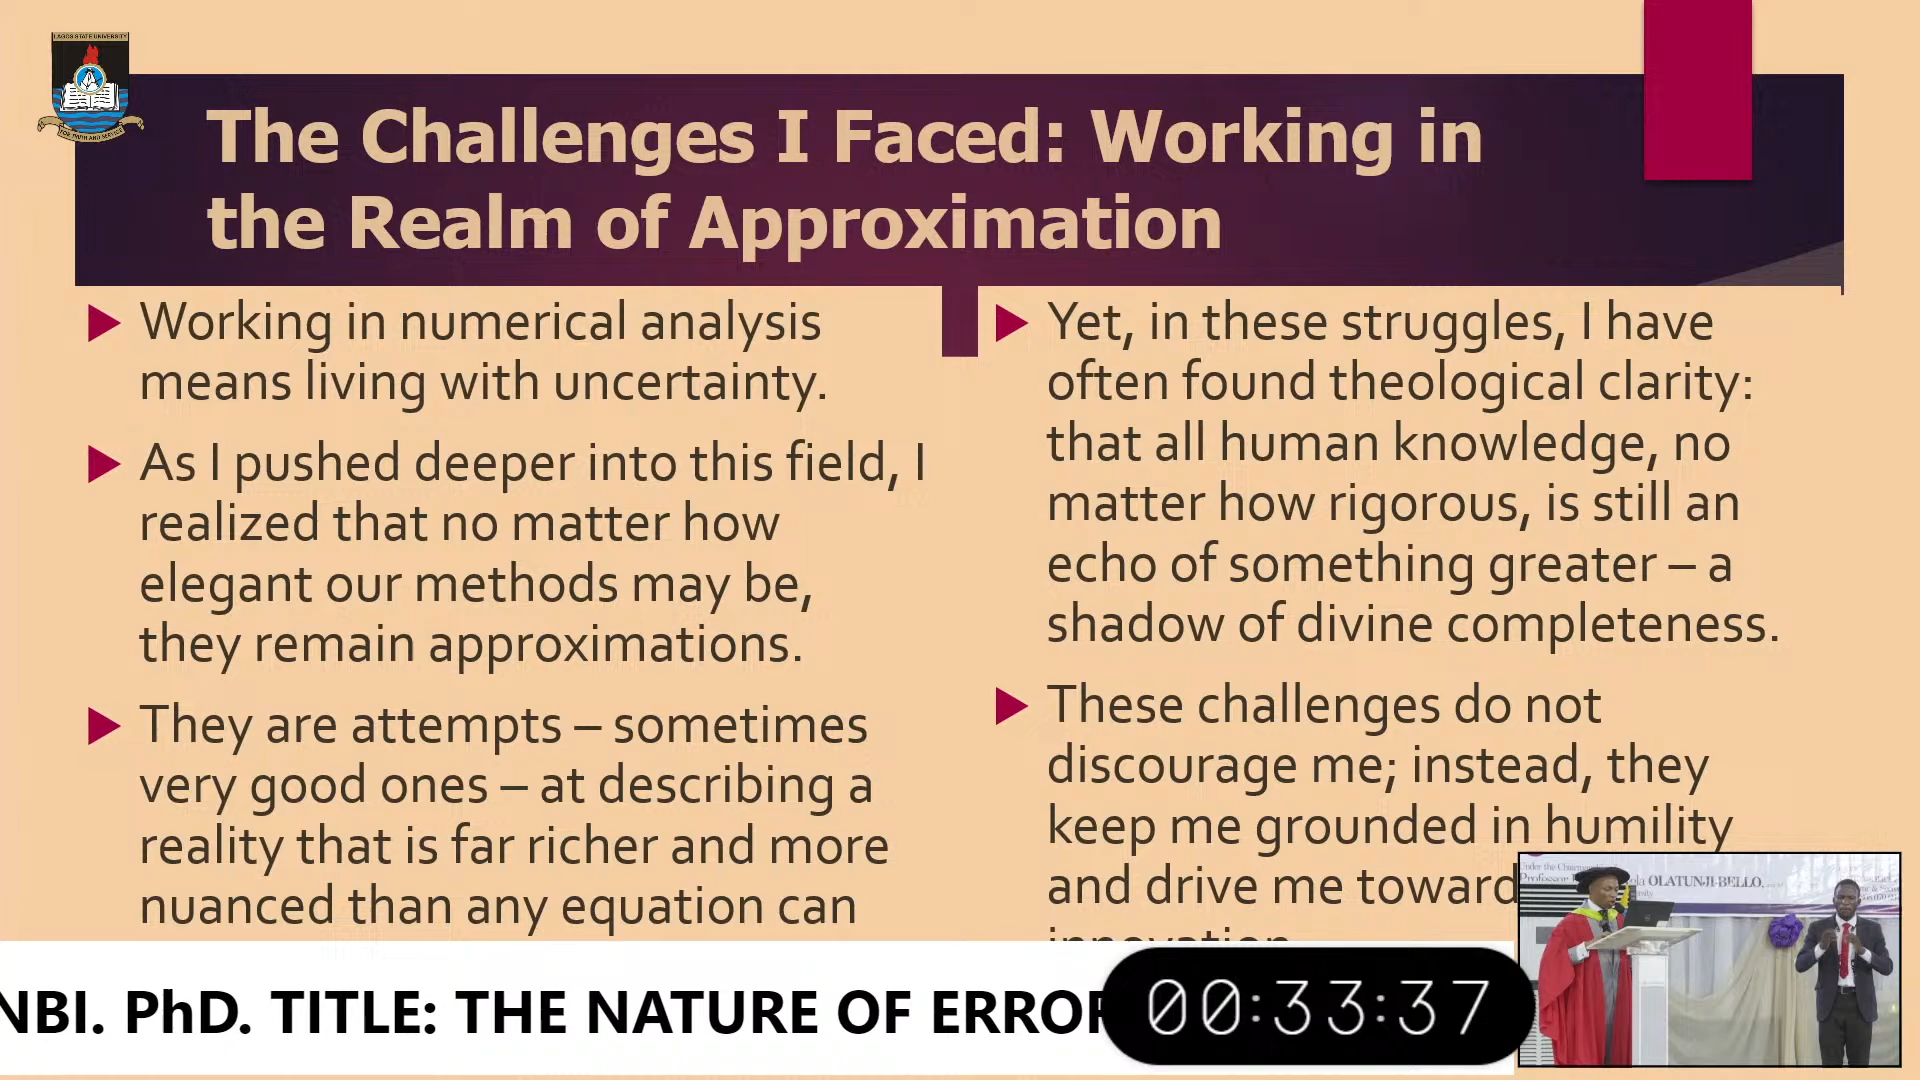 LAGOS STATE UNIVERSITY
FOR TRUTH AND SERVICE
The Challenges I Faced: Working in
the Realm of Approximation
Working in numerical analysis
means living with uncertainty.
As I pushed deeper into this field, I
realized that no matter how
elegant our methods may be,
they remain approximations.
They are attempts – sometimes
very good ones – at describing a
reality that is far richer and more
nuanced than any equation can
Yet, in these struggles, I have
often found theological clarity:
that all human knowledge, no
matter how rigorous, is still an
echo of something greater – a
shadow of divine completeness.
These challenges do not
discourage me; instead, they
keep me grounded in humility
and drive me toward
innovation
OLATUNJI-BELLO,
NBI. PhD. TITLE: THE NATURE OF ERROR
00:33:37